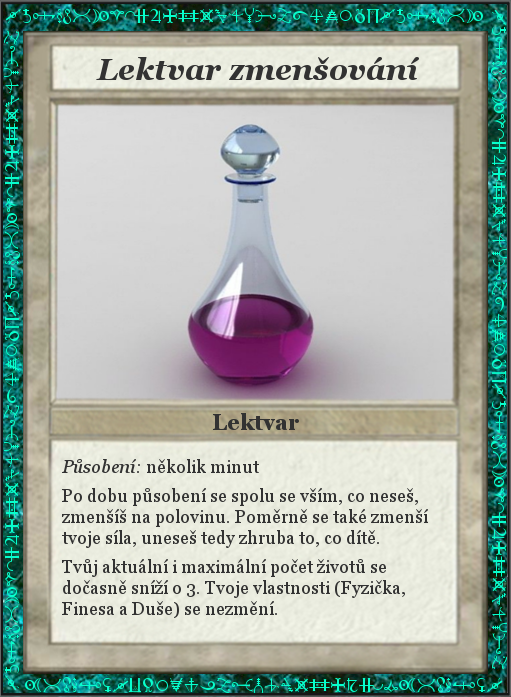 Lektvar zmenšování
Lektvar
Působení: několik minut
Po dobu působení se spolu se vším, co neseš,
zmenšíš na polovinu. Poměrně se také zmenší
tvoje síla, uneseš tedy zhruba to, co dítě.
Tvůj aktuální i maximální počet životů se
dočasně sníží o 3. Tvoje vlastnosti (Fyzička,
Finesa a Duše) se nezmění.